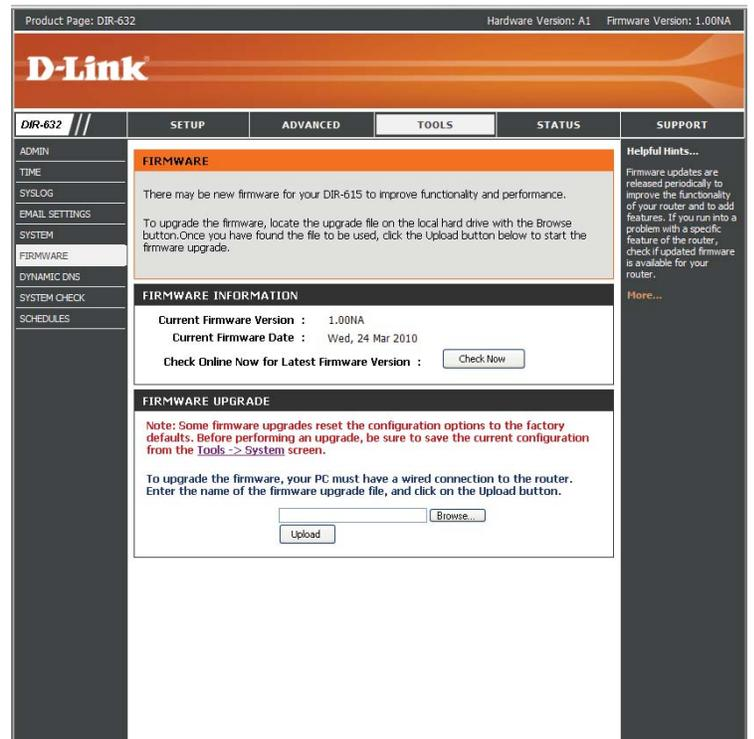 Product Page: DIR-632 Hardware Version: A1 Firmware Version: 1.00NA
D-Link
DIR-632 // SETUP ADVANCED TOOLS STATUS SUPPORT
ADMIN
TIME
SYSLOG
EMAIL SETTINGS
SYSTEM
FIRMWARE
DYNAMIC DNS
SYSTEM CHECK
SCHEDULES
FIRMWARE
There may be new firmware for your DIR-615 to improve functionality and performance.
To upgrade the firmware, locate the upgrade file on the local hard drive with the Browse
button.Once you have found the file to be used, click the Upload button below to start the
firmware upgrade.
FIRMWARE INFORMATION
Current Firmware Version : 1.00NA
Current Firmware Date : Wed, 24 Mar 2010
Check Online Now for Latest Firmware Version : Check Now
FIRMWARE UPGRADE
Note: Some firmware upgrades reset the configuration options to the factory
defaults. Before performing an upgrade, be sure to save the current configuration
from the Tools -> System screen.
To upgrade the firmware, your PC must have a wired connection to the router.
Enter the name of the firmware upgrade file, and click on the Upload button.
Browse...
Upload
Helpful Hints...
Firmware updates are
released periodically to
improve the functionality
of your router and to add
features. If you run into a
problem with a specific
feature of the router,
check if updated firmware
is available for your
router.
More...